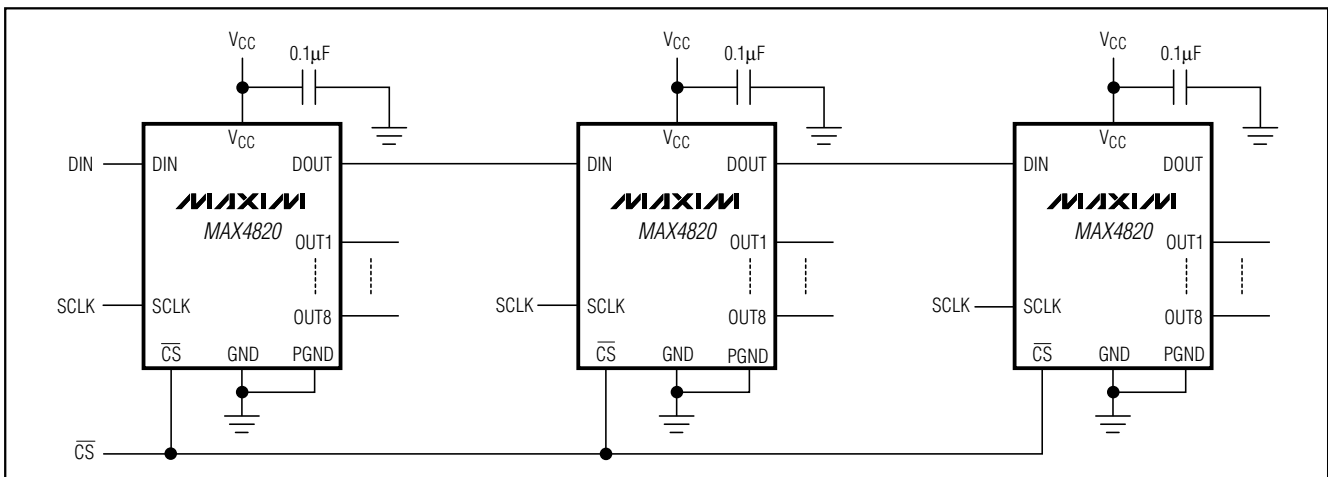 VCC 0.1µF VCC 0.1µF VCC 0.1µF
VCC VCC VCC
DIN DIN DOUT DIN DOUT DIN DOUT
MAXIM MAXIM MAXIM
MAX4820 MAX4820 MAX4820
OUT1 OUT1 OUT1
SCLK SCLK SCLK SCLK SCLK SCLK
OUT8 OUT8 OUT8
CS GND PGND CS GND PGND CS GND PGND
CS